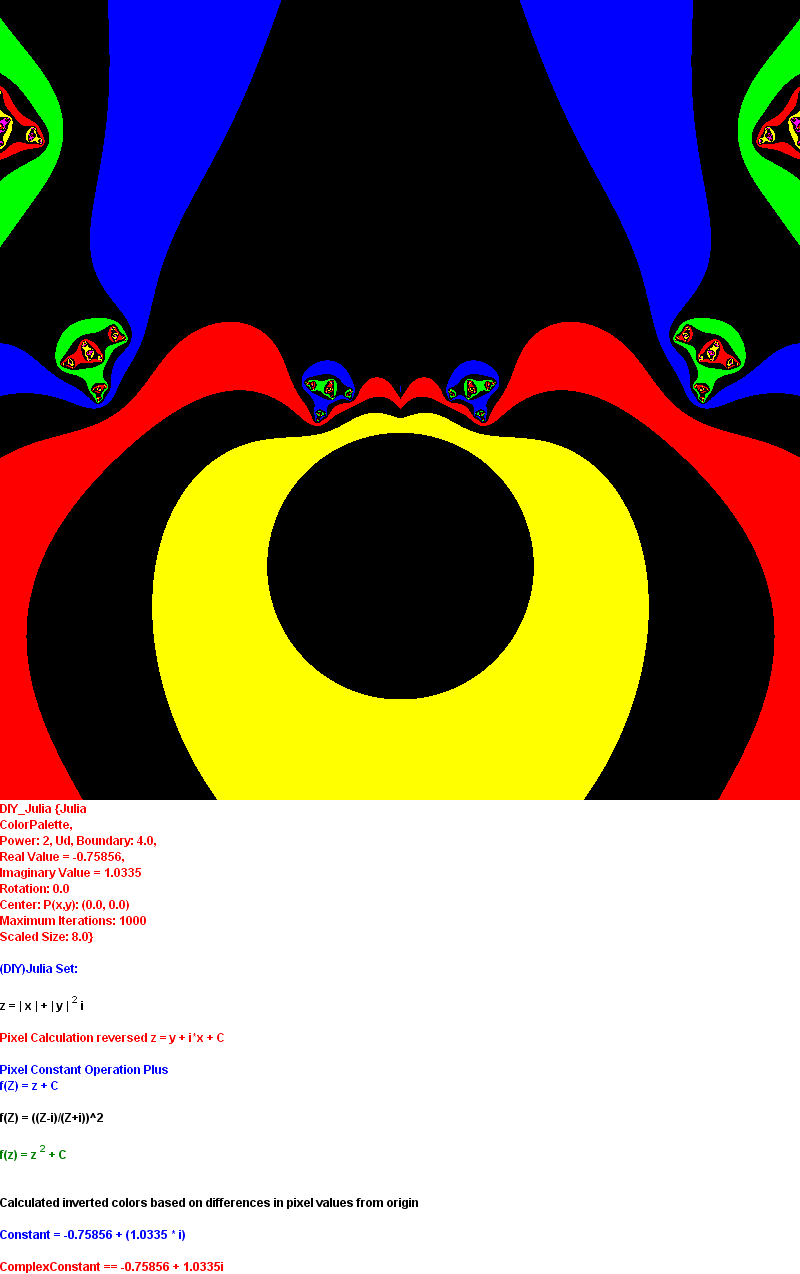 DIY_Julia {Julia
ColorPalette,
Power: 2, Ud, Boundary: 4.0,
Real Value = -0.75856,
Imaginary Value = 1.0335
Rotation: 0.0
Center: P(x,y): (0.0, 0.0)
Maximum Iterations: 1000
Scaled Size: 8.0}
(DIY)Julia Set:
z = | x | + | y | ² i
Pixel Calculation reversed z = y + i*x + C
Pixel Constant Operation Plus
f(Z) = z + C
f(Z) = ((Z-i)/(Z+i))^2
f(z) = z ² + C
Calculated inverted colors based on differences in pixel values from origin
Constant = -0.75856 + (1.0335 * i)
ComplexConstant == -0.75856 + 1.0335i